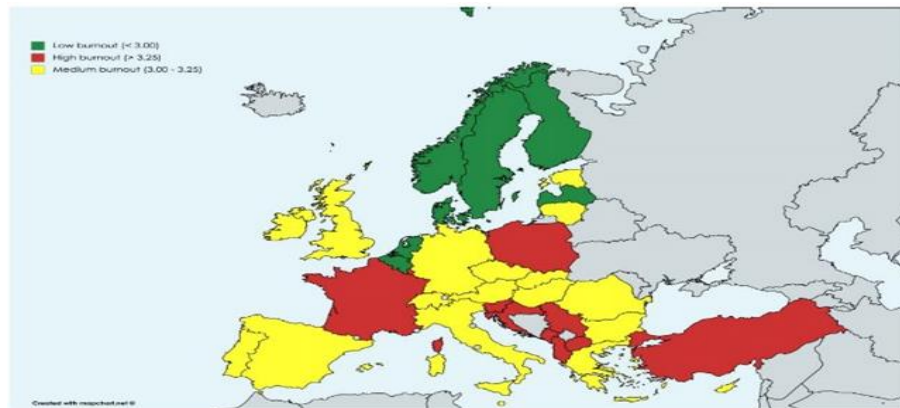 Low burnout (< 3.00)
High burnout (> 3.25)
Medium burnout (3.00 - 3.25)
Created with mapchart.net ©